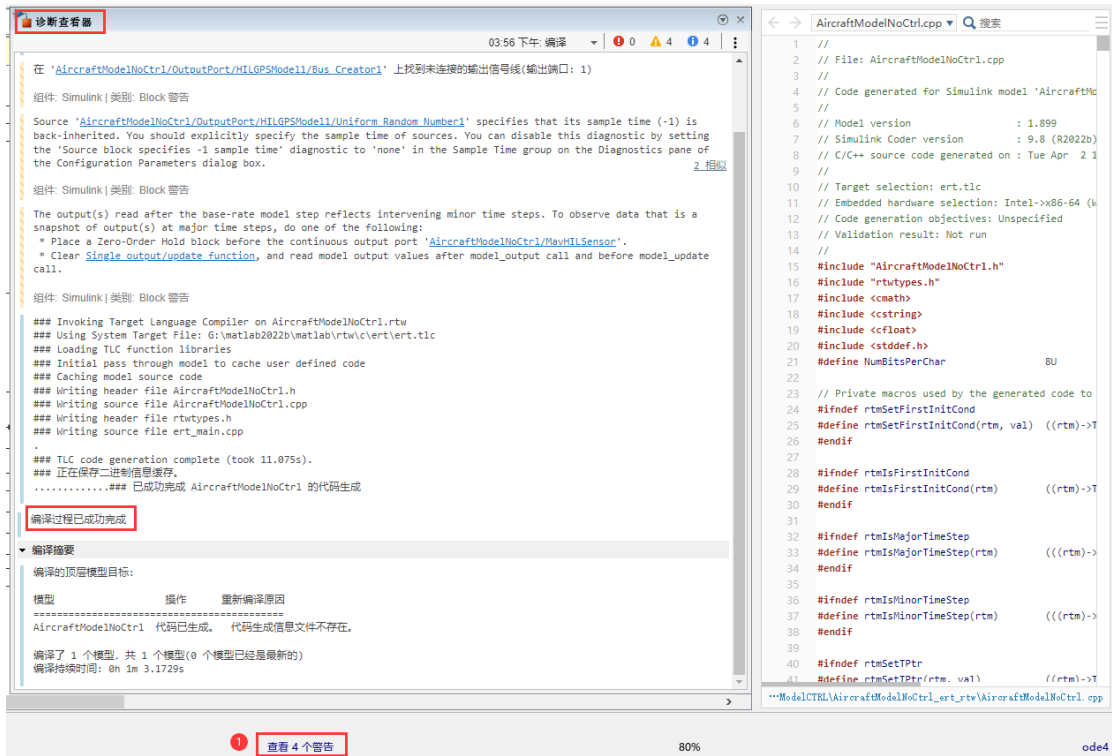 诊断查看器
03:56 下午: 编译 0 4 4
在 'AircraftModelNoCtrl/OutputPort/HILGPSModel1/Bus Creator1' 上找到未连接的输出信号线(输出端口: 1)
组件: Simulink | 类别: Block 警告
Source 'AircraftModelNoCtrl/OutputPort/HILGPSModel1/Uniform Random Number1' specifies that its sample time (-1) is
back-inherited. You should explicitly specify the sample time of sources. You can disable this diagnostic by setting
the 'Source block specifies -1 sample time' diagnostic to 'none' in the Sample Time group on the Diagnostics pane of
the Configuration Parameters dialog box.
2 相似
组件: Simulink | 类别: Block 警告
The output(s) read after the base-rate model step reflects intervening minor time steps. To observe data that is a
snapshot of output(s) at major time steps, do one of the following:
* Place a Zero-Order Hold block before the continuous output port 'AircraftModelNoCtrl/MavHILSensor'.
* Clear Single output/update function, and read model output values after model_output call and before model_update
call.
组件: Simulink | 类别: Block 警告
### Invoking Target Language Compiler on AircraftModelNoCtrl.rtw
### Using System Target File: G:\matlab2022b\matlab\rtw\c\ert\ert.tlc
### Loading TLC function libraries
### Initial pass through model to cache user defined code
### Caching model source code
### Writing header file AircraftModelNoCtrl.h
### Writing source file AircraftModelNoCtrl.cpp
### Writing header file rtwtypes.h
### Writing source file ert_main.cpp
.
### TLC code generation complete (took 11.075s).
### 正在保存二进制信息缓存。
.............### 已成功完成 AircraftModelNoCtrl 的代码生成
编译过程已成功完成
编译摘要
编译的顶层模型目标:
模型 操作 重新编译原因
==========================================
AircraftModelNoCtrl 代码已生成。 代码生成信息文件不存在。
编译了 1 个模型, 共 1 个模型(0 个模型已经是最新的)
编译持续时间: 0h 1m 3.1729s
AircraftModelNoCtrl.cpp 搜索
1 //
2 // File: AircraftModelNoCtrl.cpp
3 //
4 // Code generated for Simulink model 'AircraftMo
5 //
6 // Model version : 1.899
7 // Simulink Coder version : 9.8 (R2022b)
8 // C/C++ source code generated on : Tue Apr 2 1
9 //
10 // Target selection: ert.tlc
11 // Embedded hardware selection: Intel->x86-64 (W
12 // Code generation objectives: Unspecified
13 // Validation result: Not run
14 //
15 #include "AircraftModelNoCtrl.h"
16 #include "rtwtypes.h"
17 #include <cmath>
18 #include <cstring>
19 #include <cfloat>
20 #include <stddef.h>
21 #define NumBitsPerChar 8U
22
23 // Private macros used by the generated code to
24 #ifndef rtmSetFirstInitCond
25 #define rtmSetFirstInitCond(rtm, val) ((rtm)->T
26 #endif
27
28 #ifndef rtmIsFirstInitCond
29 #define rtmIsFirstInitCond(rtm) ((rtm)->T
30 #endif
31
32 #ifndef rtmIsMajorTimeStep
33 #define rtmIsMajorTimeStep(rtm) (((rtm)->
34 #endif
35
36 #ifndef rtmIsMinorTimeStep
37 #define rtmIsMinorTimeStep(rtm) (((rtm)->
38 #endif
39
40 #ifndef rtmSetTPtr
41 #define rtmSetTPtr(rtm, val) ((rtm)->T
···ModelCTRL\AircraftModelNoCtrl_ert_rtw\AircraftModelNoCtrl.cpp
1 查看 4 个警告 80% ode4